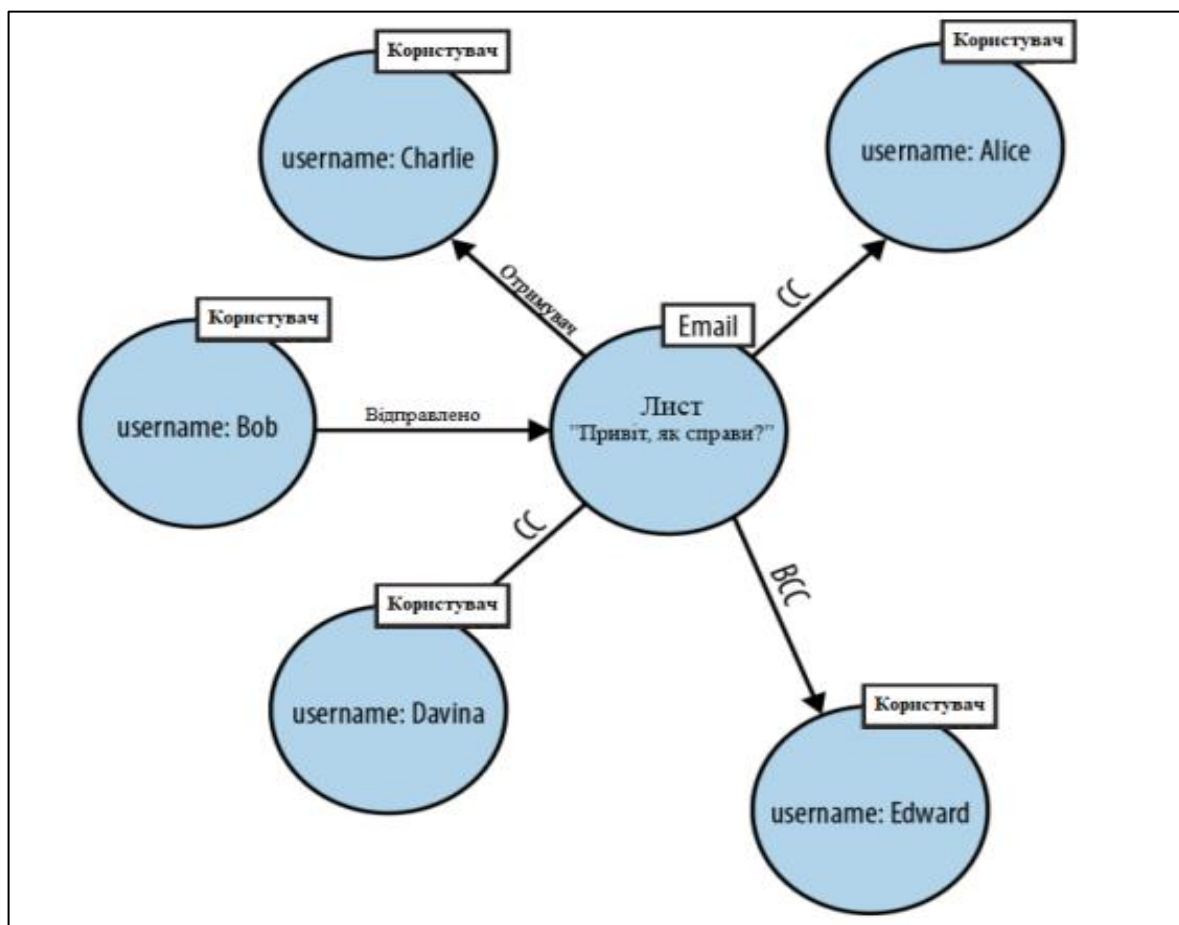 Користувач
username: Charlie
Користувач
username: Alice
Отримувач
CC
Користувач
username: Bob
Відправлено
Email
Лист
"Привіт, як справи?"
CC
Користувач
username: Davina
BCC
Користувач
username: Edward